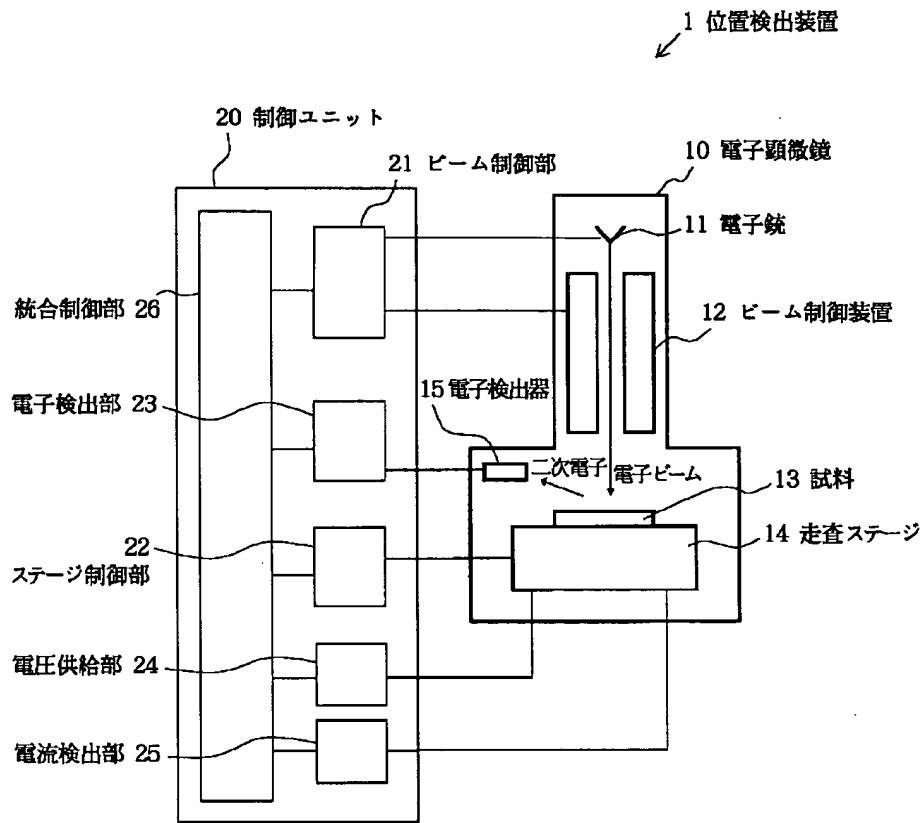 1 位置検出装置
20 制御ユニット
21 ビーム制御部
10 電子顕微鏡
11 電子銃
統合制御部 26
12 ビーム制御装置
電子検出部 23
15 電子検出器
二次電子
電子ビーム
13 試料
14 走査ステージ
22
ステージ制御部
電圧供給部 24
電流検出部 25